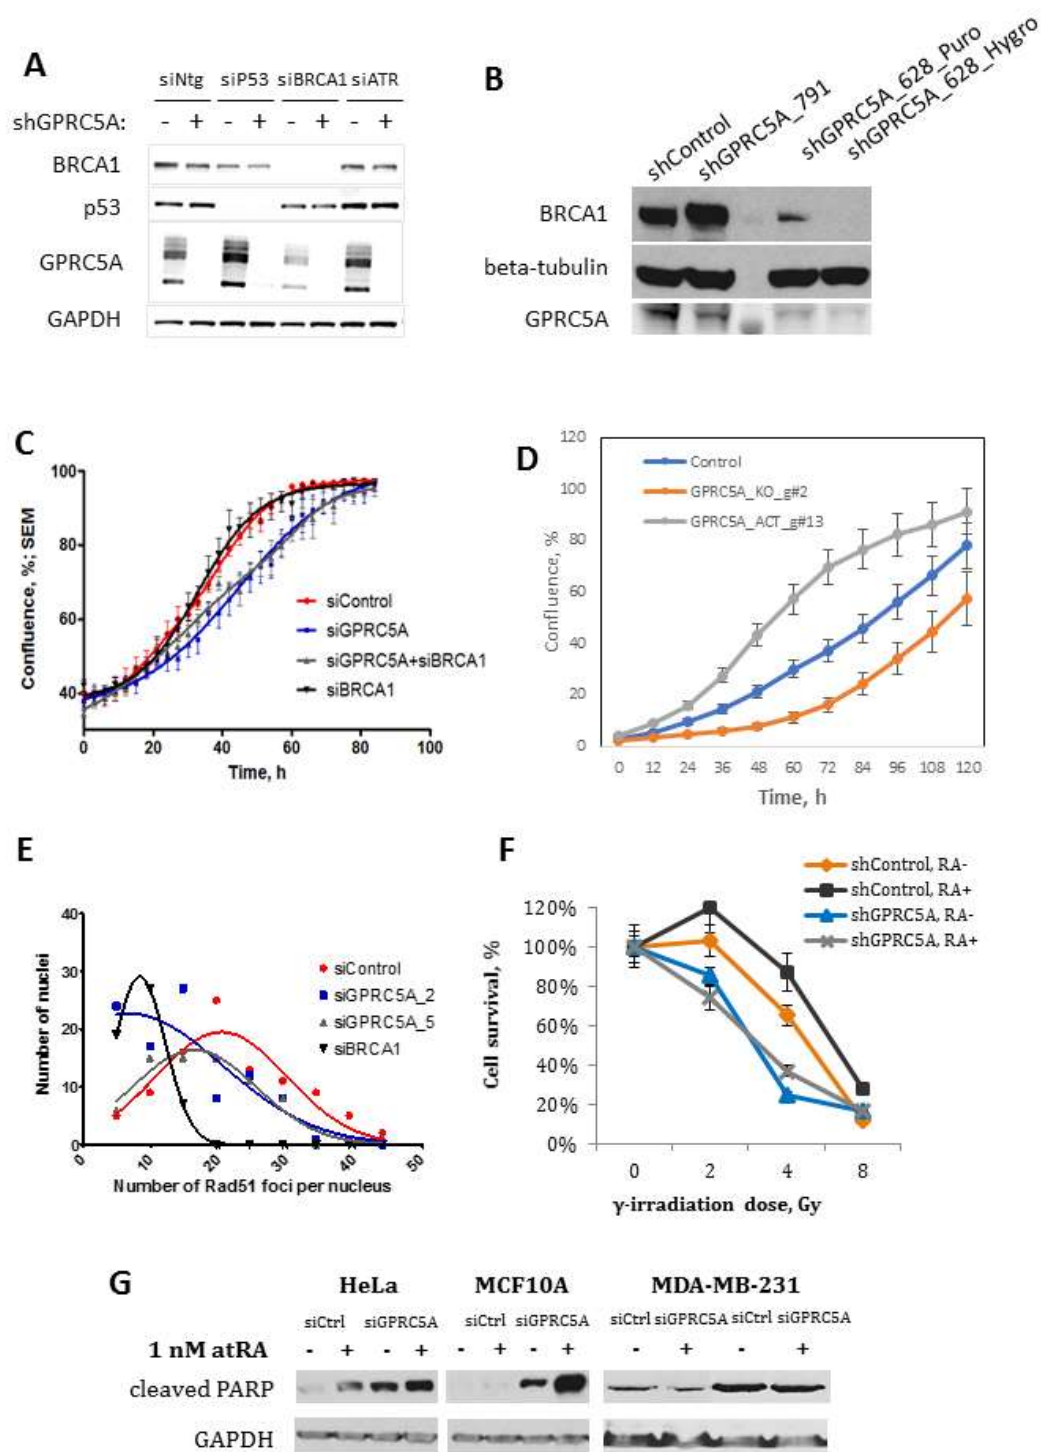 A
siNtg siP53 siBRCA1 siATR
shGPRC5A: - + - + - + - +
BRCA1
p53
GPRC5A
GAPDH
B
shControl
shGPRC5A_791
shGPRC5A_628_Puro
shGPRC5A_628_Hygro
BRCA1
beta-tubulin
GPRC5A
C
100
80
60
40
0 20 40 60 80 100
Confluence, %; SEM
Time, h
siControl
siGPRC5A
siGPRC5A+siBRCA1
siBRCA1
D
120
100
80
60
40
20
0
0 12 24 36 48 60 72 84 96 108 120
Confluence, %
Time, h
Control
GPRC5A_KO_g#2
GPRC5A_ACT_g#13
E
40
30
20
10
0
0 10 20 30 40 50
Number of nuclei
Number of Rad51 foci per nucleus
siControl
siGPRC5A_2
siGPRC5A_5
siBRCA1
F
shControl, RA-
shControl, RA+
shGPRC5A, RA-
shGPRC5A, RA+
120%
100%
80%
60%
40%
20%
0%
0 2 4 8
Cell survival, %
γ-irradiation dose, Gy
G
HeLa MCF10A MDA-MB-231
siCtrl siGPRC5A siCtrl siGPRC5A siCtrl siGPRC5A siCtrl siGPRC5A
1 nM atRA - + - + - + - + - + - +
cleaved PARP
GAPDH